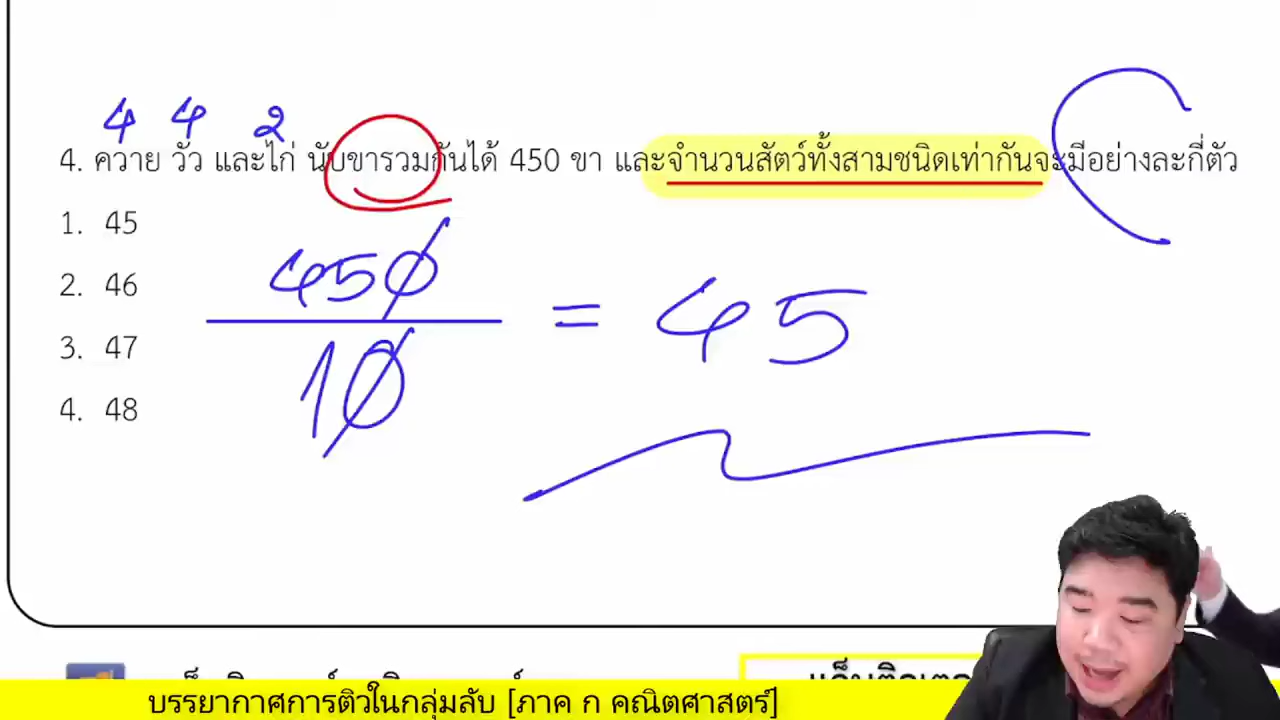 4 4 2
4. ควาย วัว และไก่ นับขารวมกันได้ 450 ขา และจำนวนสัตว์ทั้งสามชนิดเท่ากันจะมีอย่างละกี่ตัว
1. 45
2. 46
3. 47
4. 48
450
10
= 45
บรรยากาศการติวในกลุ่มลับ [ภาค ก คณิตศาสตร์]